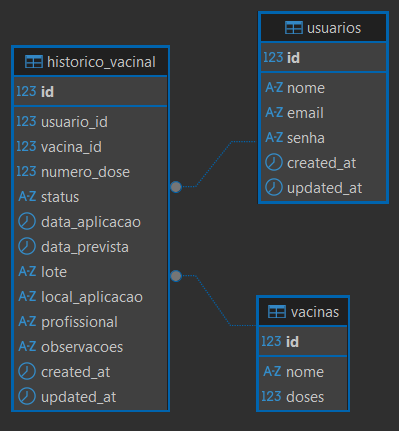 historico_vacinal
123 id
123 usuario_id
123 vacina_id
123 numero_dose
A-Z status
data_aplicacao
data_prevista
A-Z lote
A-Z local_aplicacao
A-Z profissional
A-Z observacoes
created_at
updated_at
usuarios
123 id
A-Z nome
A-Z email
A-Z senha
created_at
updated_at
vacinas
123 id
A-Z nome
123 doses